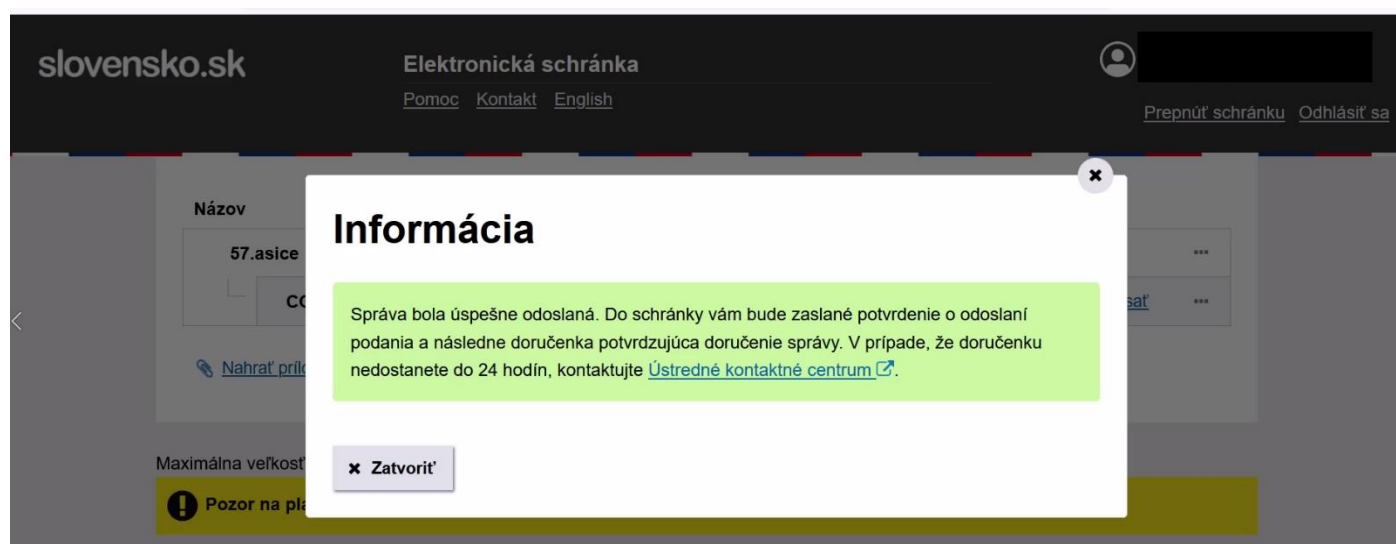 slovensko.sk
Elektronická schránka
Pomoc Kontakt English
Prepnúť schránku Odhlásiť sa
Názov
57.asice
Informácia
Správa bola úspešne odoslaná. Do schránky vám bude zaslané potvrdenie o odoslaní
podania a následne doručenka potvrdzujúca doručenie správy. V prípade, že doručenku
nedostanete do 24 hodín, kontaktujte Ústredné kontaktné centrum.
Zatvoriť
Nahrať
Maximálna veľkosť
Pozor na